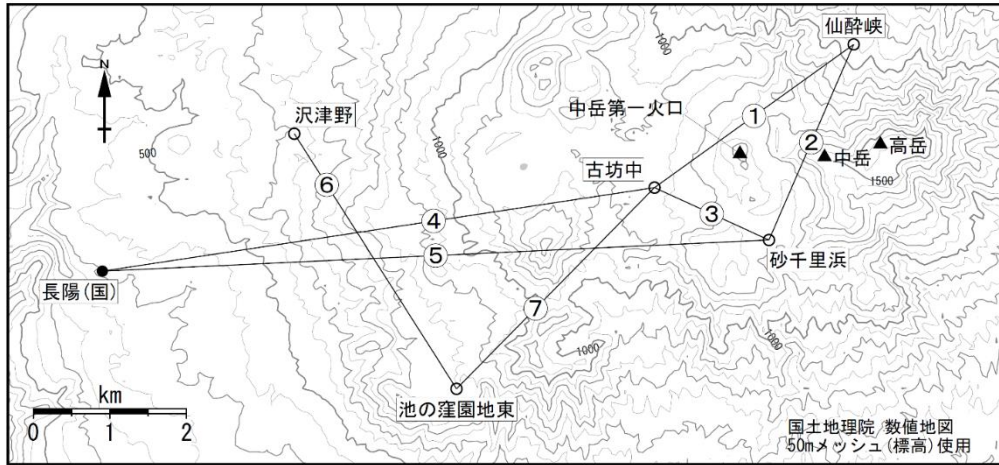 仙酔峡
N
中岳第一火口
沢津野
500
1000
1000
①
②
高岳
中岳
1500
古坊中
⑥
③
④
⑤
砂千里浜
長陽(国)
⑦
1000
1000
km
0 1 2
池の窪園地東
国土地理院 数値地図
50mメッシュ(標高)使用